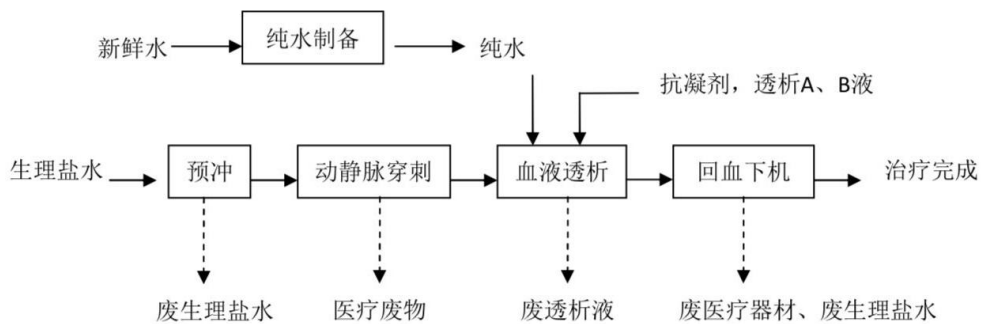 新鲜水
纯水制备
纯水
抗凝剂，透析A、B液
生理盐水
预冲
动静脉穿刺
血液透析
回血下机
治疗完成
废生理盐水
医疗废物
废透析液
废医疗器材、废生理盐水